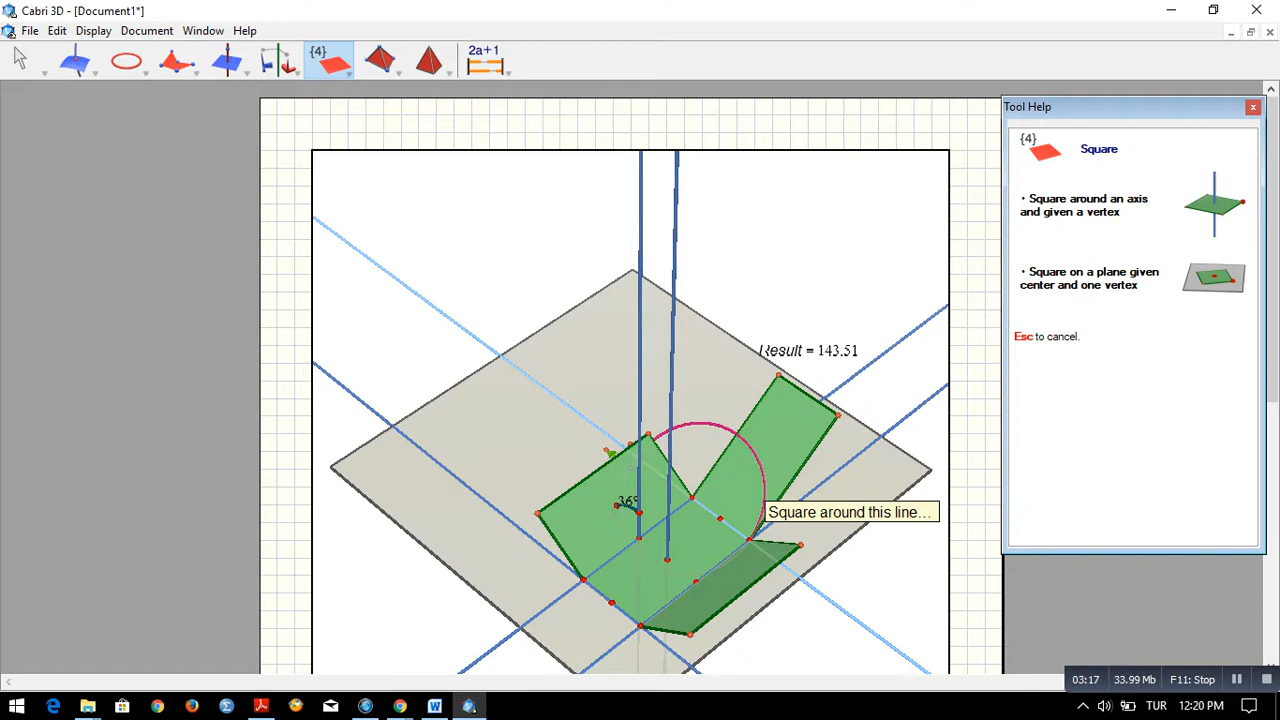 Cabri 3D - [Document1*]
File Edit Display Document Window Help
{4}
2a+1
Tool Help
{4}
Square
• Square around an axis
and given a vertex
• Square on a plane given
center and one vertex
Esc to cancel.
Result = 143.51
36°
Square around this line...
03:17 33.99 Mb F11: Stop
TUR 12:20 PM